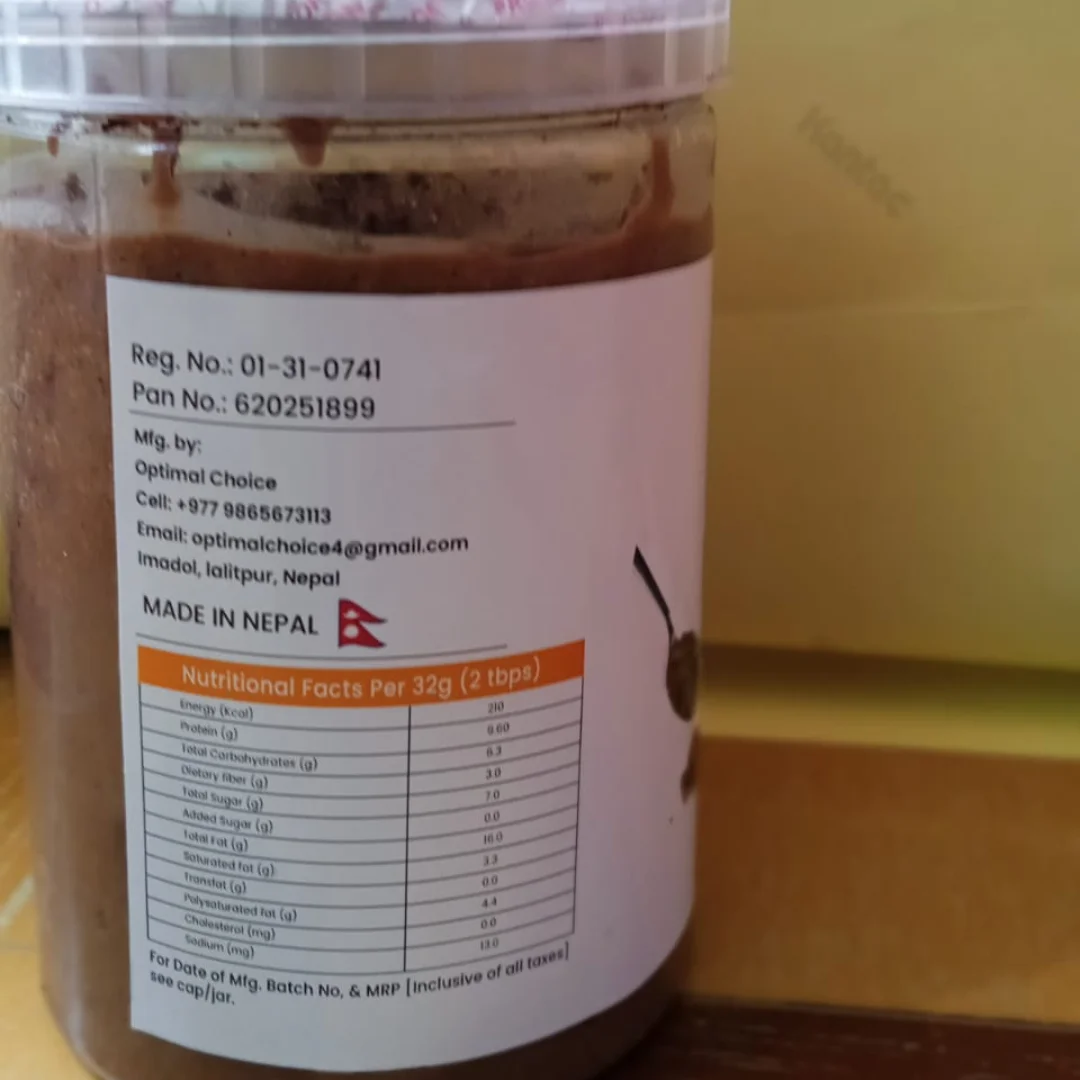 Reg. No.: 01-31-0741
Pan No.: 620251899
Mfg. by:
Optimal Choice
Cell: +977 9865673113
Email: optimalchoice4@gmail.com
Imadol, lalitpur, Nepal
MADE IN NEPAL
Nutritional Facts Per 32g (2 tbps)
Energy (Kcal) 210
Protein (g) 9.60
Total Carbohydrates (g) 6.3
Dietary fiber (g) 3.0
Total Sugar (g) 7.0
Added Sugar (g) 0.0
Total Fat (g) 16.0
Saturated fat (g) 3.3
Transfat (g) 0.0
Polysaturated fat (g) 4.4
Cholesterol (mg) 0.0
Sodium (mg) 13.0
For Date of Mfg. Batch No, & MRP [Inclusive of all taxes]
see cap/jar.